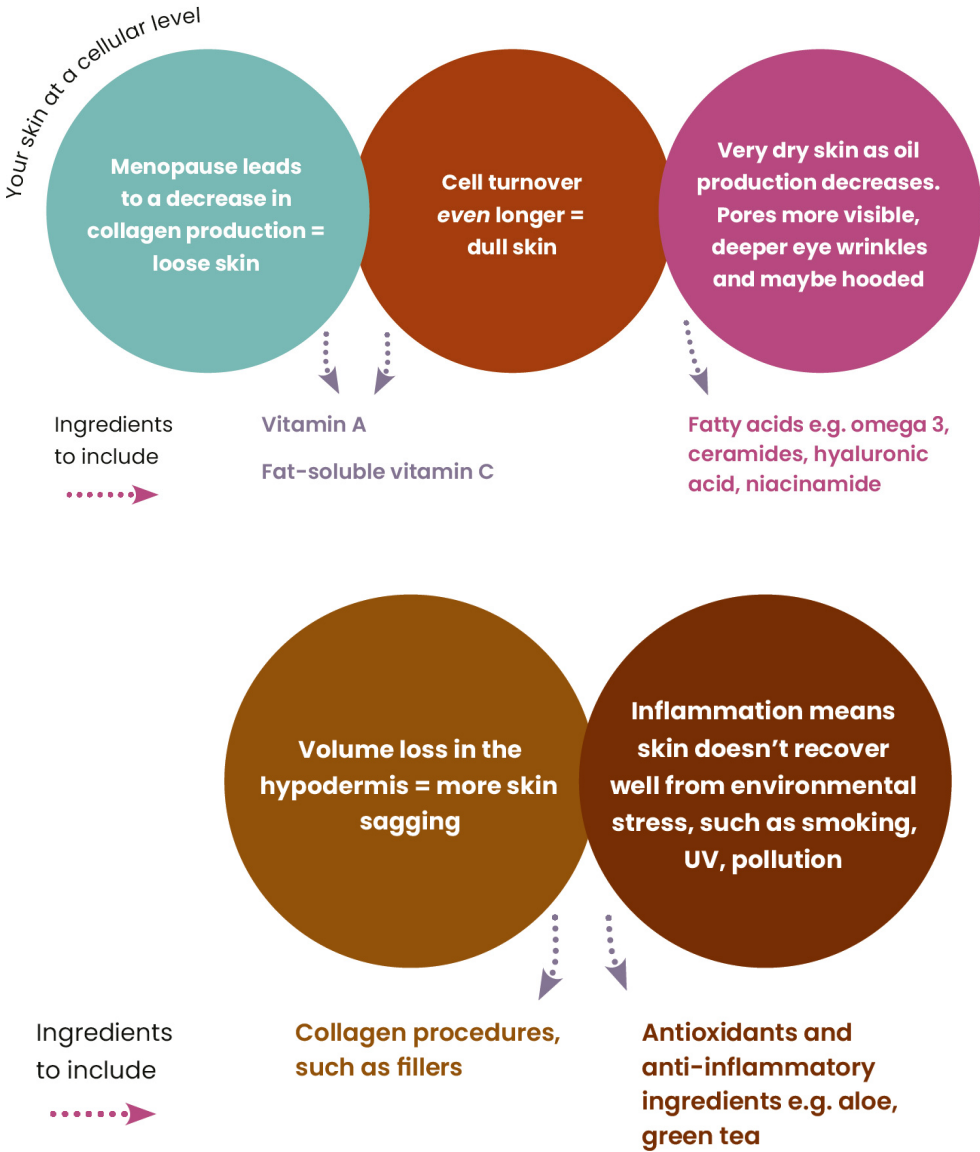 Your skin at a cellular level
Menopause leads
to a decrease in
collagen production =
loose skin
Cell turnover
even longer =
dull skin
Very dry skin as oil
production decreases.
Pores more visible,
deeper eye wrinkles
and maybe hooded
Ingredients
to include
Vitamin A
Fat-soluble vitamin C
Fatty acids e.g. omega 3,
ceramides, hyaluronic
acid, niacinamide
Volume loss in the
hypodermis = more skin
sagging
Inflammation means
skin doesn’t recover
well from environmental
stress, such as smoking,
UV, pollution
Ingredients
to include
Collagen procedures,
such as fillers
Antioxidants and
anti-inflammatory
ingredients e.g. aloe,
green tea